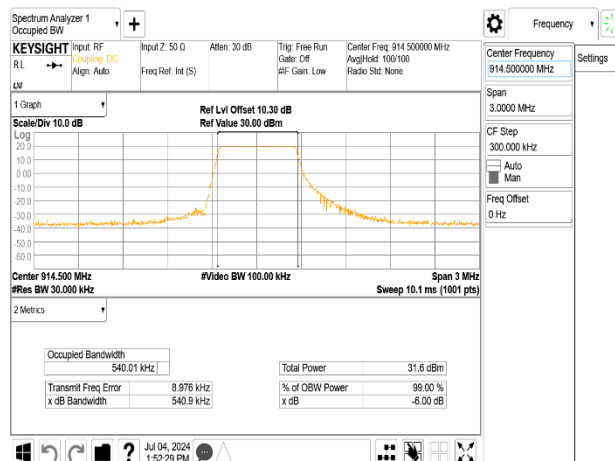 Spectrum Analyzer 1
Occupied BW
Frequency
KEYSIGHT
Input: RF
Input Z: 50 Ω
Atten: 30 dB
Trig: Free Run
Center Freq: 914.500000 MHz
RL
Coupling: DC
Gate: Off
Avg|Hold: 100/100
Align: Auto
Freq Ref: Int (S)
#IF Gain: Low
Radio Std: None
Center Frequency
914.500000 MHz
Settings
Span
3.0000 MHz
CF Step
300.000 kHz
Auto
Man
Freq Offset
0 Hz
1 Graph
Ref Lvl Offset 10.30 dB
Scale/Div 10.0 dB
Ref Value 30.00 dBm
Log
20.0
10.0
0.00
-10.0
-20.0
-30.0
-40.0
-50.0
-60.0
Center 914.500 MHz
#Video BW 100.00 kHz
Span 3 MHz
#Res BW 30.000 kHz
Sweep 10.1 ms (1001 pts)
2 Metrics
Occupied Bandwidth
540.01 kHz
Total Power
31.6 dBm
Transmit Freq Error
8.976 kHz
% of OBW Power
99.00 %
x dB Bandwidth
540.9 kHz
x dB
-6.00 dB
?
Jul 04, 2024
1:52:29 PM